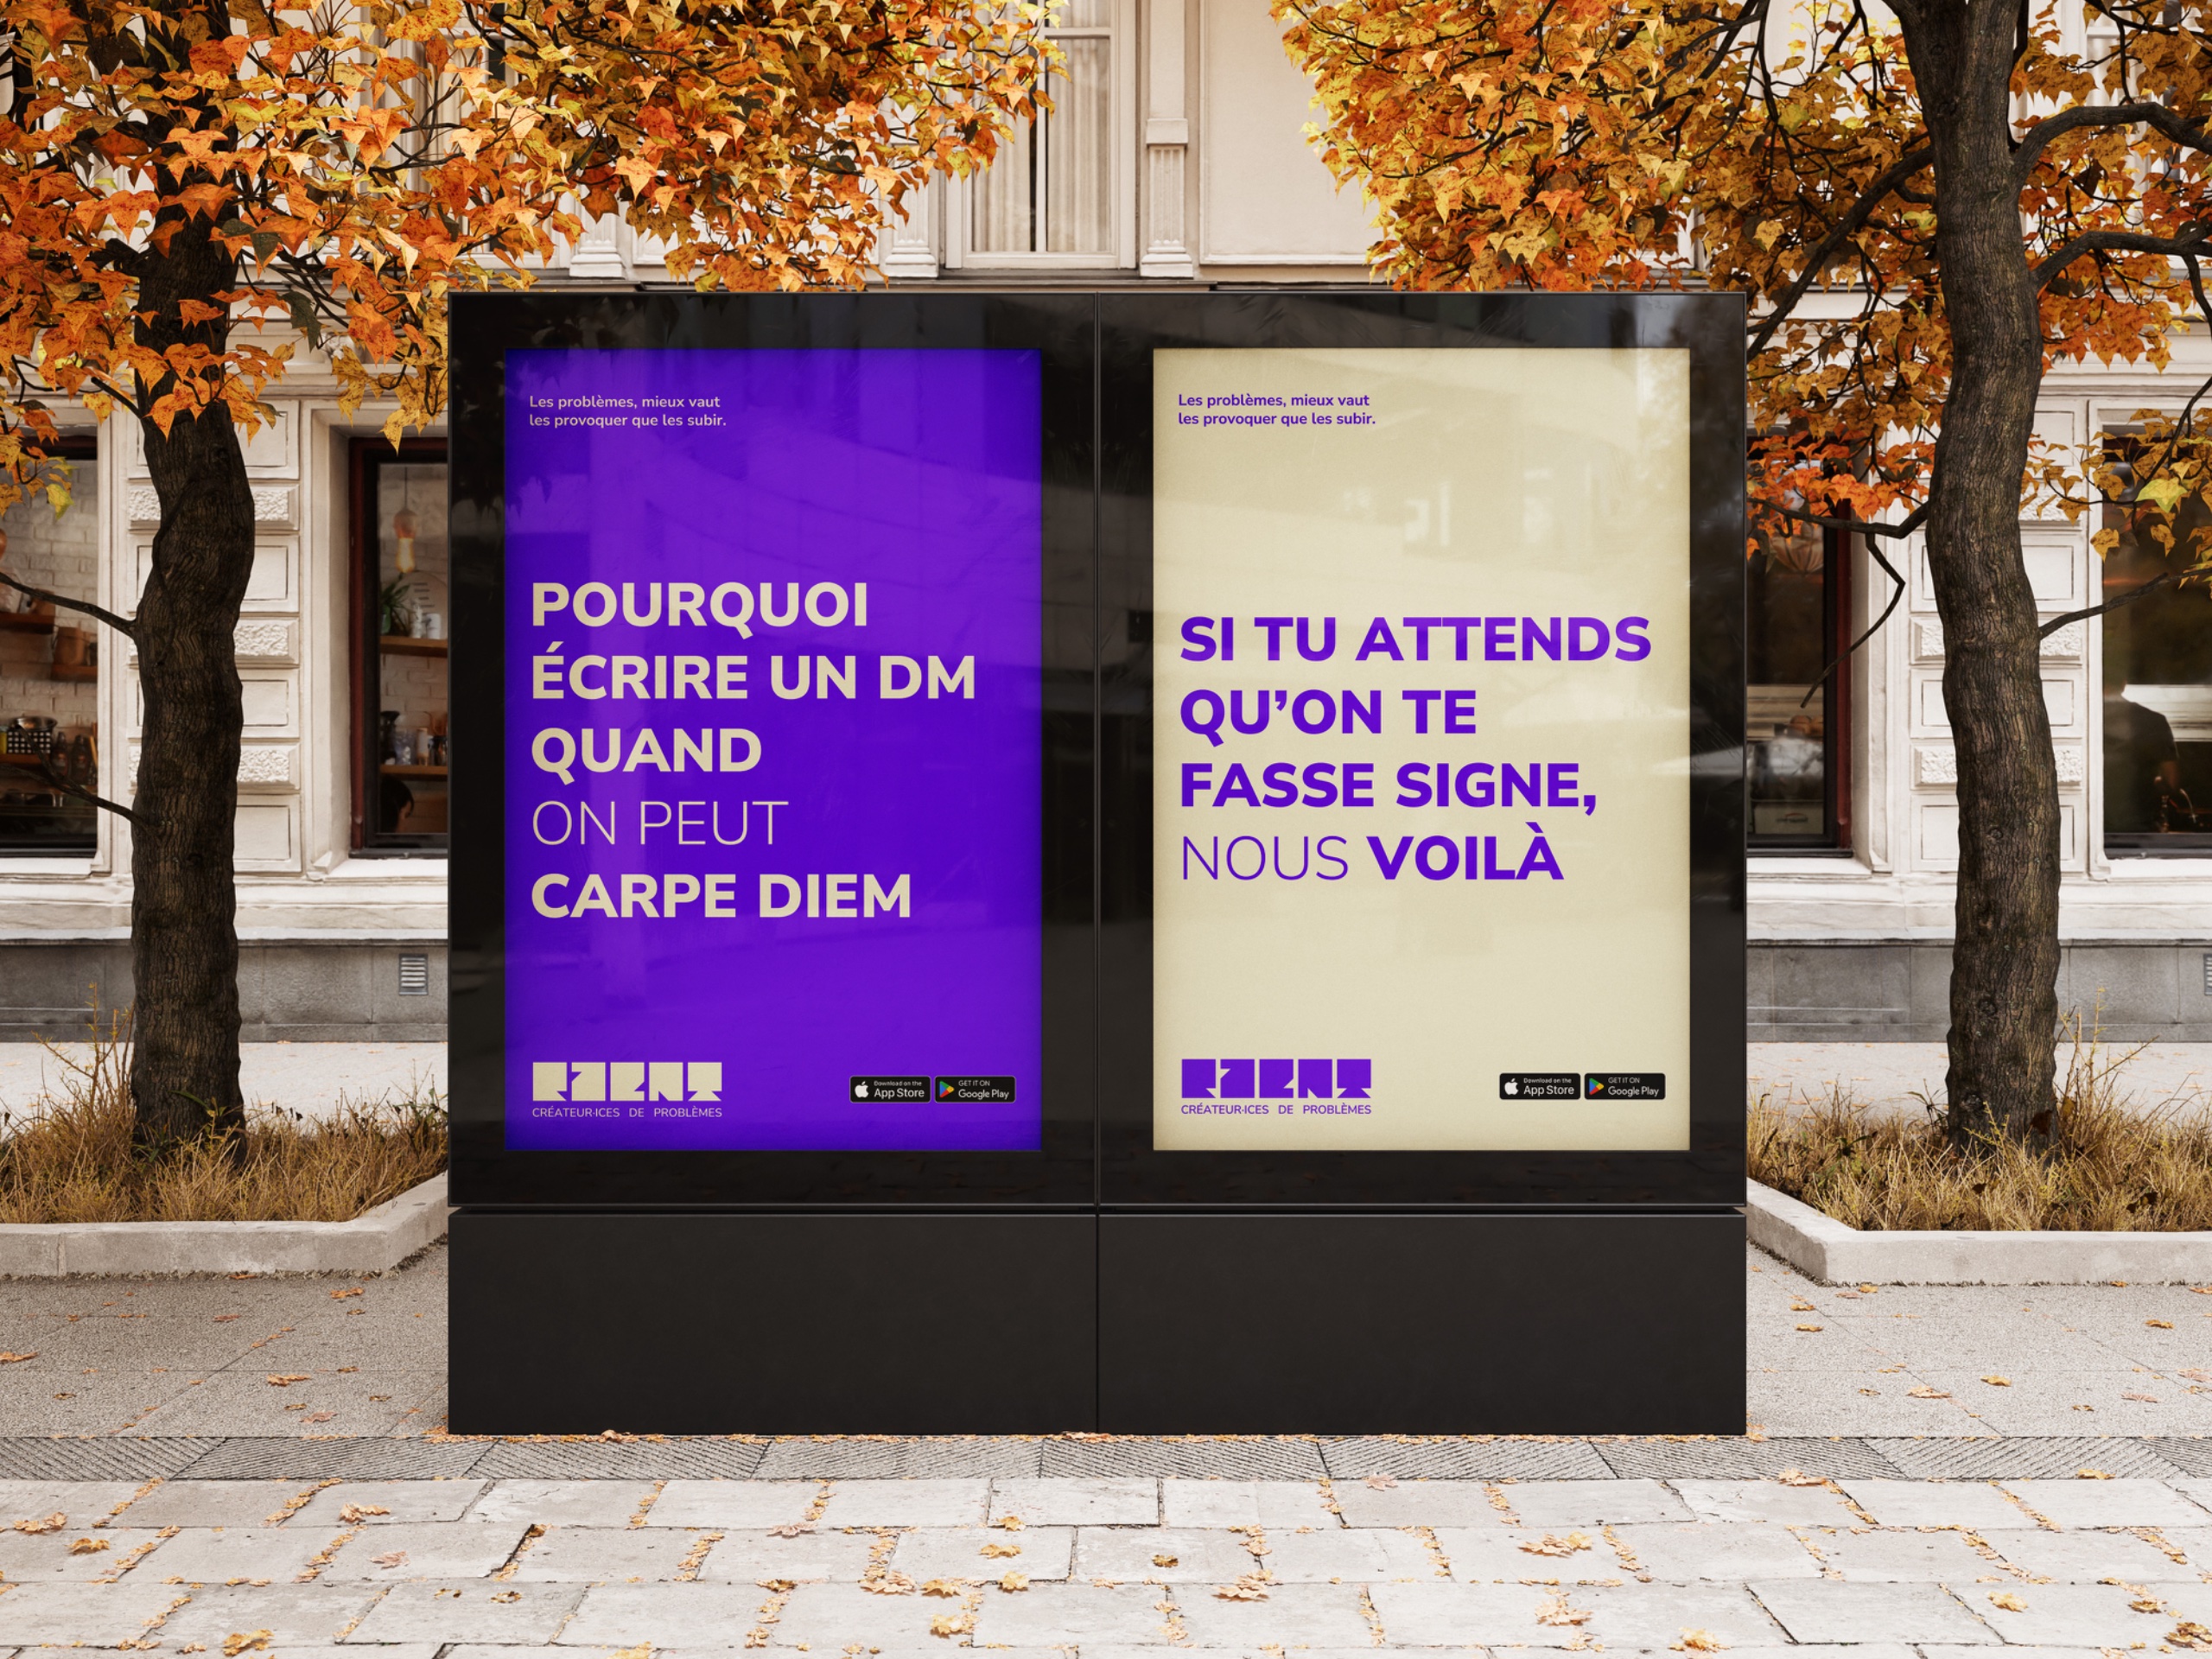 Les problèmes, mieux vaut
les provoquer que les subir.
POURQUOI
ÉCRIRE UN DM
QUAND
ON PEUT
CARPE DIEM
CRÉATEUR·ICES DE PROBLÈMES
Download on the
App Store
GET IT ON
Google Play
Les problèmes, mieux vaut
les provoquer que les subir.
SI TU ATTENDS
QU’ON TE
FASSE SIGNE,
NOUS VOILÀ
CRÉATEUR·ICES DE PROBLÈMES
Download on the
App Store
GET IT ON
Google Play